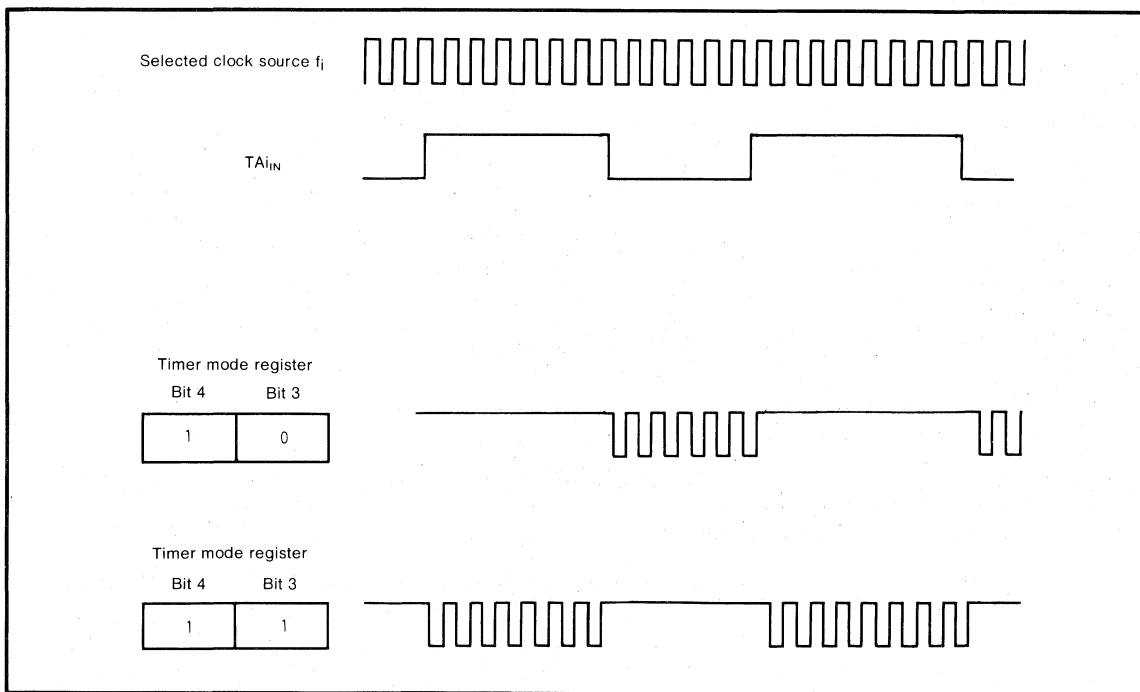 Selected clock source fi
TAiIN
Timer mode register
Bit 4 Bit 3
1 0
Timer mode register
Bit 4 Bit 3
1 1